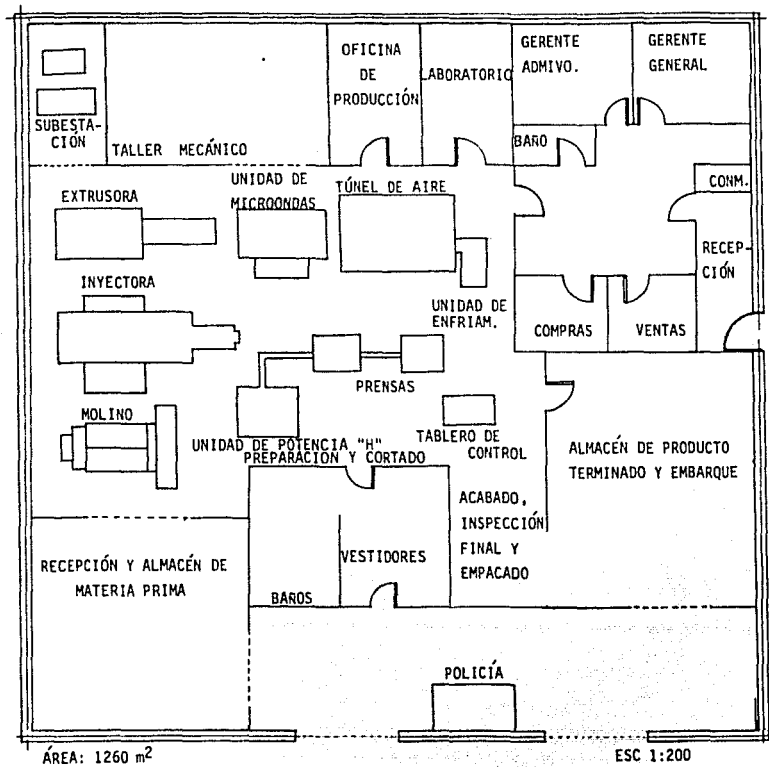 OFICINA
DE
PRODUCCIÓN
LABORATORIO
GERENTE
ADMIVO.
GERENTE
GENERAL
SUBESTA-
CIÓN
TALLER MECÁNICO
BAÑO
CONM.
EXTRUSORA
UNIDAD DE
MICROONDAS
TÚNEL DE AIRE
RECEP-
CIÓN
INYECTORA
UNIDAD DE
ENFRIAM.
COMPRAS
VENTAS
PRENSAS
MOLINO
UNIDAD DE POTENCIA "H"
PREPARACIÓN Y CORTADO
TABLERO DE
CONTROL
ALMACÉN DE PRODUCTO
TERMINADO Y EMBARQUE
ACABADO,
INSPECCIÓN
FINAL Y
EMPACADO
RECEPCIÓN Y ALMACÉN DE
MATERIA PRIMA
VESTIDORES
BAÑOS
POLICÍA
ÁREA: 1260 m²
ESC 1:200